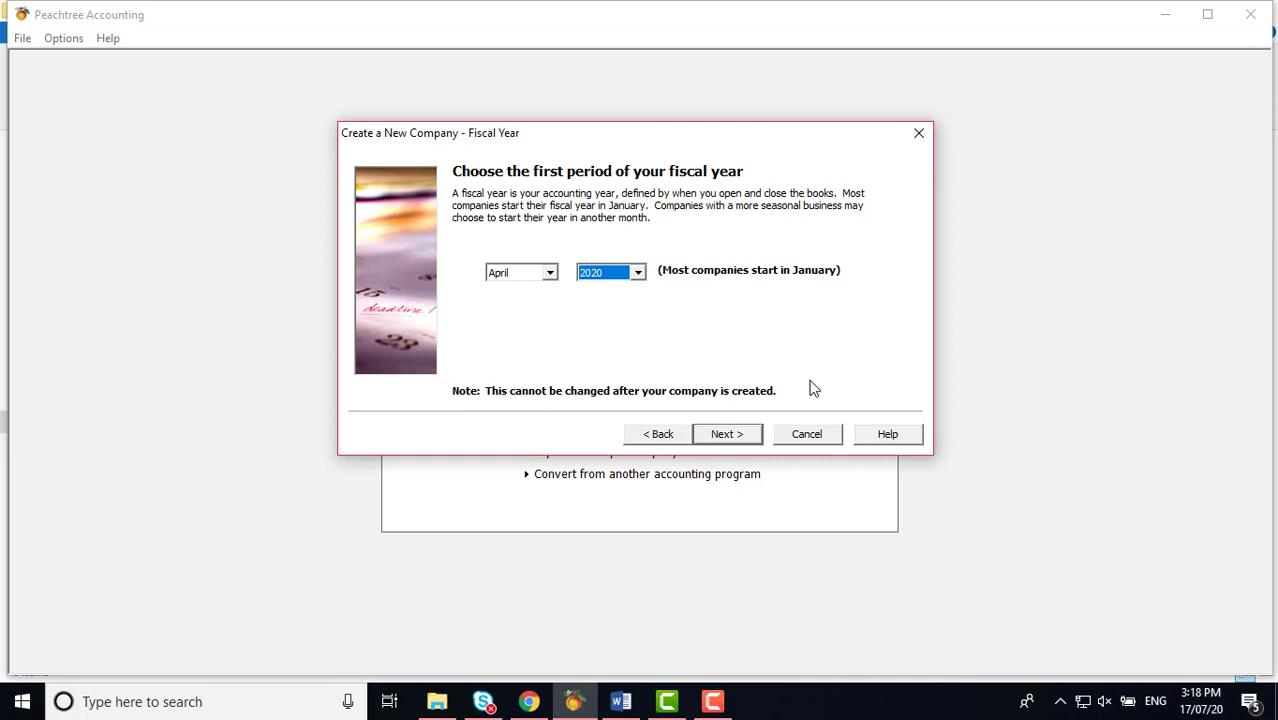 Peachtree Accounting
File Options Help
Create a New Company - Fiscal Year
Choose the first period of your fiscal year
A fiscal year is your accounting year, defined by when you open and close the books. Most
companies start their fiscal year in January. Companies with a more seasonal business may
choose to start their year in another month.
April 2020 (Most companies start in January)
15
deadline!
23
Note: This cannot be changed after your company is created.
< Back Next > Cancel Help
Convert from another accounting program
Type here to search
ENG
3:18 PM
17/07/20
5